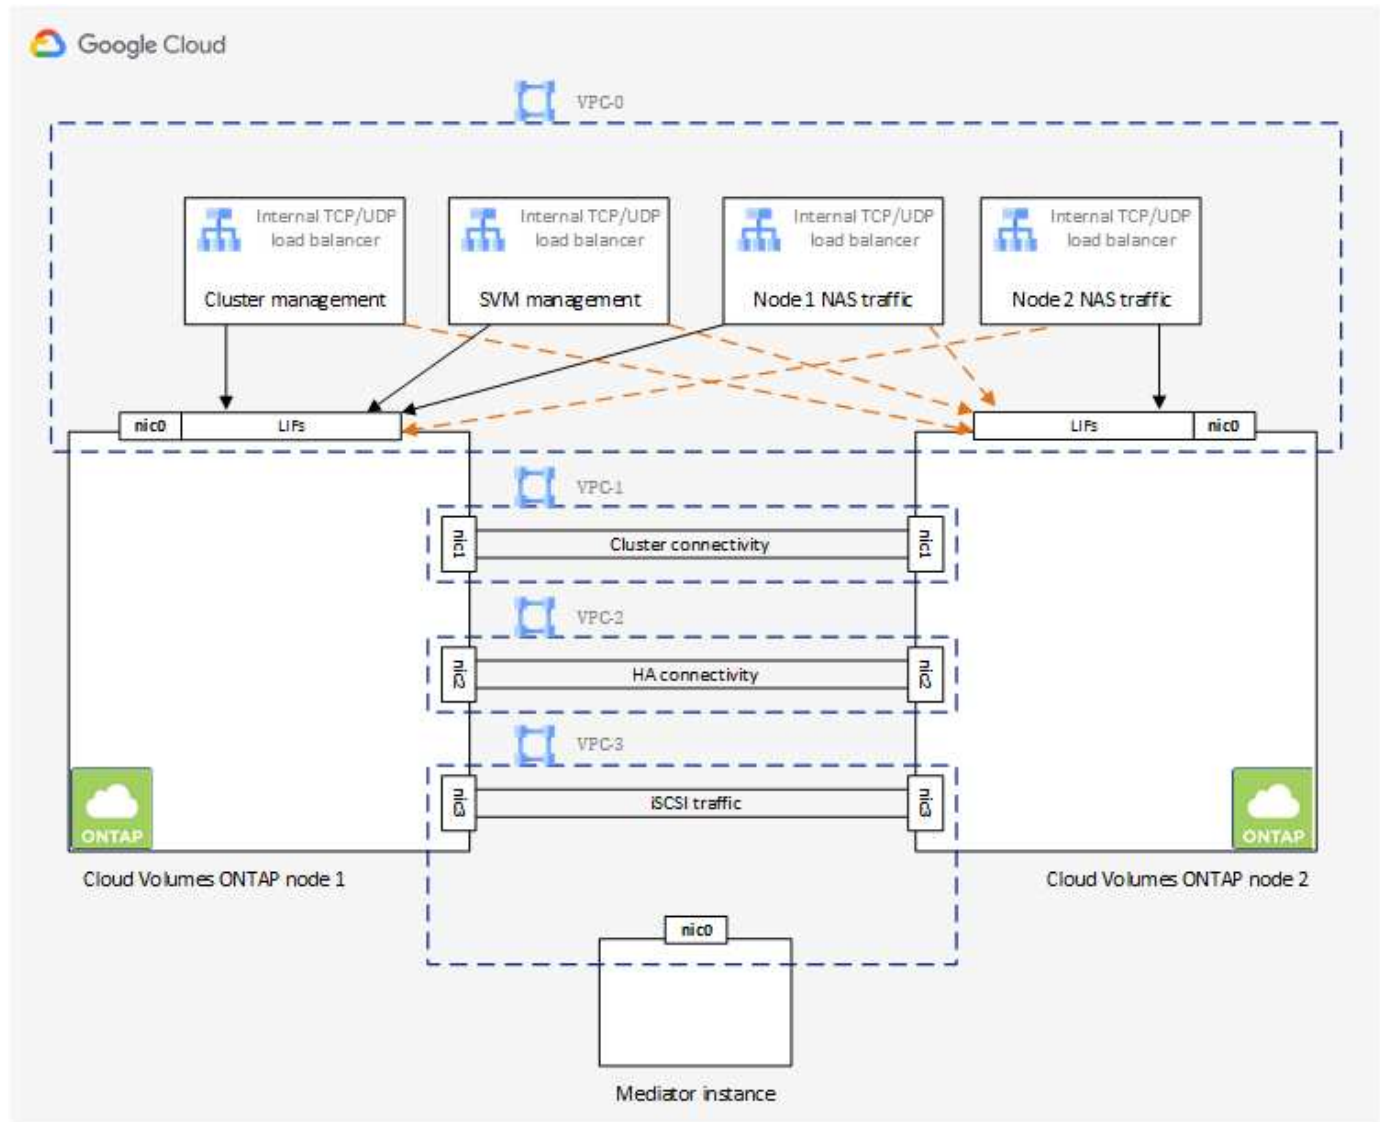 Google Cloud
VPC-0
Internal TCP/UDP
load balancer
Cluster management
Internal TCP/UDP
load balancer
SVM management
Internal TCP/UDP
load balancer
Node 1 NAS traffic
Internal TCP/UDP
load balancer
Node 2 NAS traffic
nic0
LIFs
LIFs
nic0
VPC-1
nic1
Cluster connectivity
nic1
VPC-2
nic2
HA connectivity
nic2
VPC-3
nic3
iSCSI traffic
nic3
ONTAP
ONTAP
Cloud Volumes ONTAP node 1
Cloud Volumes ONTAP node 2
nic0
Mediator instance